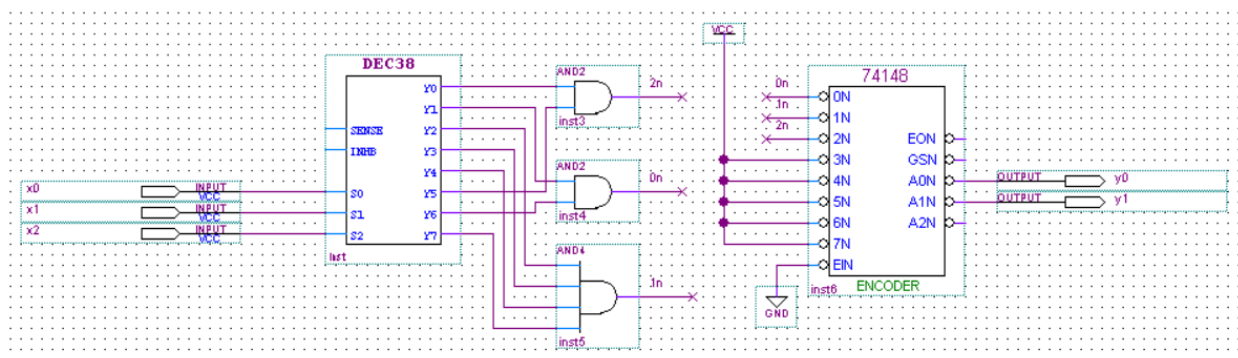 x0 INPUT VCC
x1 INPUT VCC
x2 INPUT VCC
DEC38
SENSE
INHB
S0
S1
S2
Y0
Y1
Y2
Y3
Y4
Y5
Y6
Y7
inst
AND2
2n
inst3
AND2
0n
inst4
AND4
1n
inst5
VCC
74148
0n 0N
1n 1N
2n 2N
3N
4N
5N
6N
7N
EIN
EON
GSN
A0N
A1N
A2N
inst6 ENCODER
GND
OUTPUT y0
OUTPUT y1